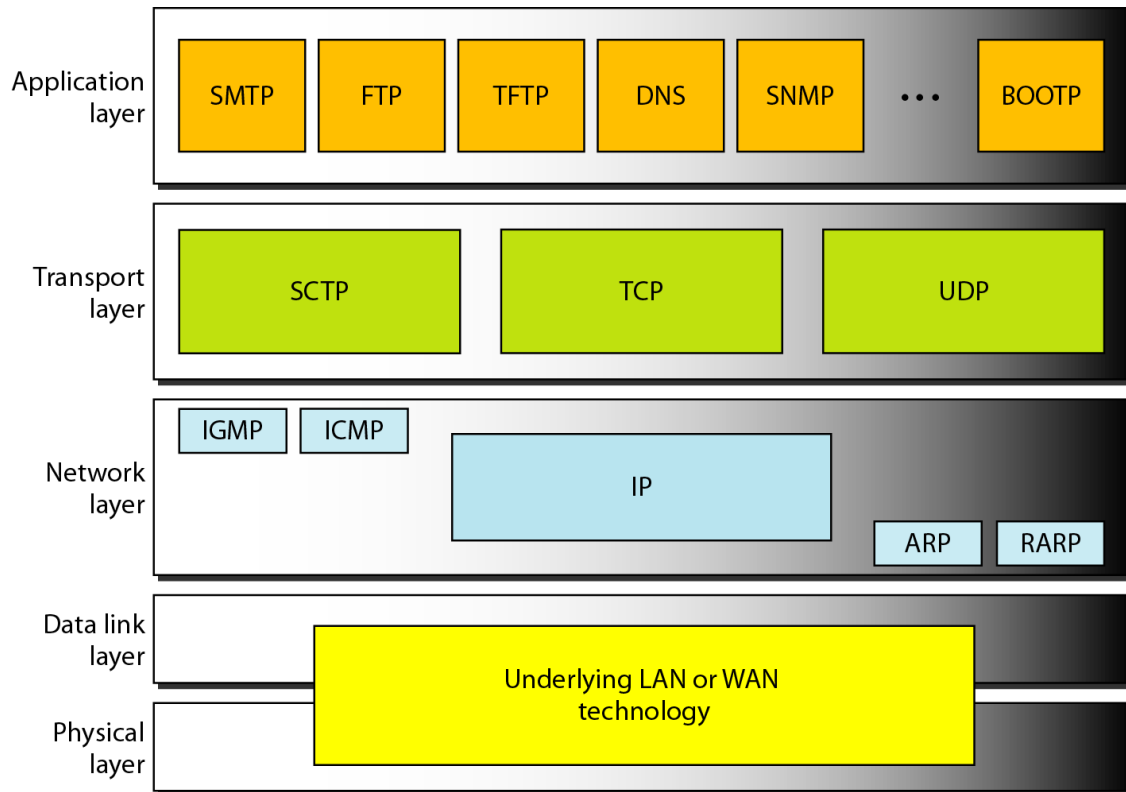 Application
layer
SMTP
FTP
TFTP
DNS
SNMP
...
BOOTP
Transport
layer
SCTP
TCP
UDP
Network
layer
IGMP
ICMP
IP
ARP
RARP
Data link
layer
Underlying LAN or WAN
technology
Physical
layer